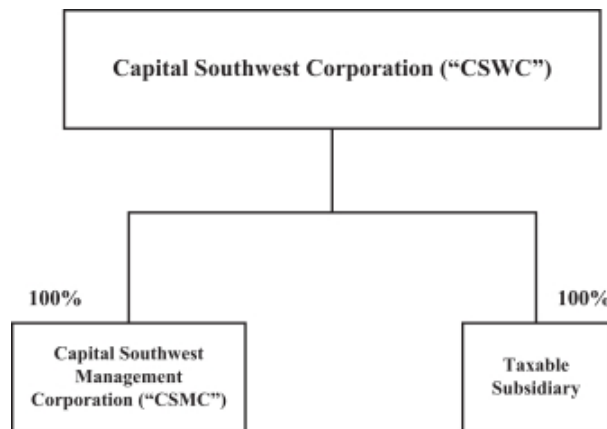 Capital Southwest Corporation (“CSWC”)
100%
100%
Capital Southwest
Management
Corporation (“CSMC”)
Taxable
Subsidiary